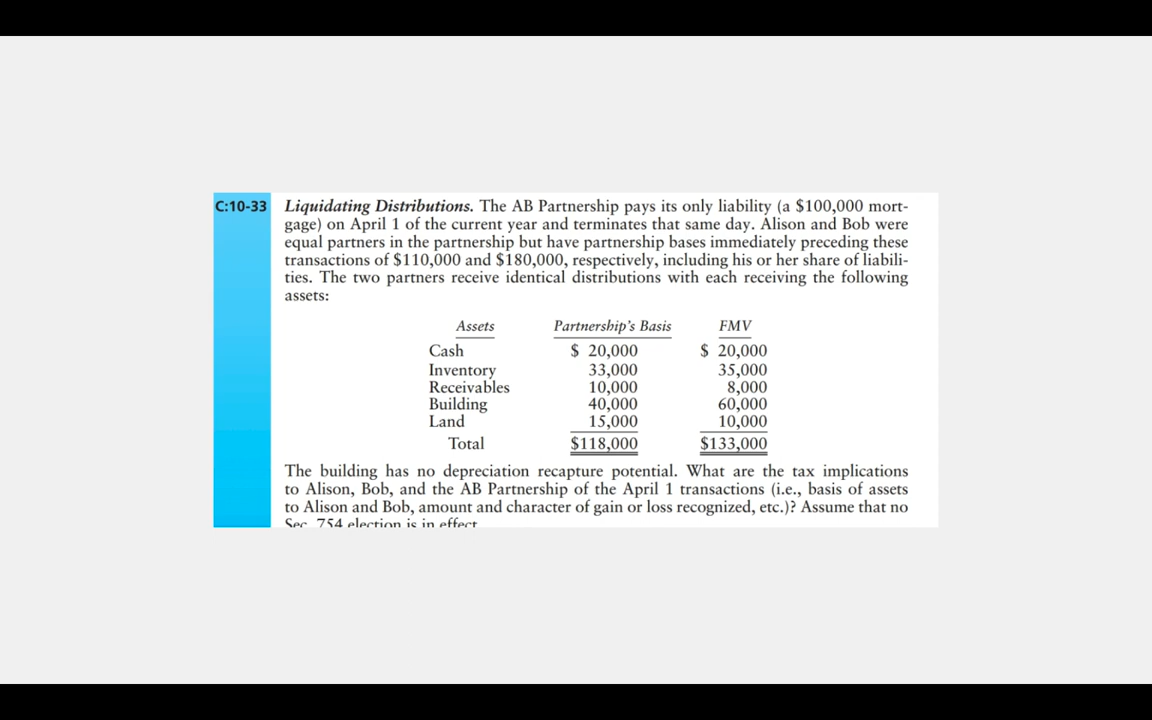 C:10-33 Liquidating Distributions. The AB Partnership pays its only liability (a $100,000 mort-
gage) on April 1 of the current year and terminates that same day. Alison and Bob were
equal partners in the partnership but have partnership bases immediately preceding these
transactions of $110,000 and $180,000, respectively, including his or her share of liabili-
ties. The two partners receive identical distributions with each receiving the following
assets:
Assets Partnership's Basis FMV
Cash $ 20,000 $ 20,000
Inventory 33,000 35,000
Receivables 10,000 8,000
Building 40,000 60,000
Land 15,000 10,000
Total $118,000 $133,000
The building has no depreciation recapture potential. What are the tax implications
to Alison, Bob, and the AB Partnership of the April 1 transactions (i.e., basis of assets
to Alison and Bob, amount and character of gain or loss recognized, etc.)? Assume that no
Sec. 754 election is in effect